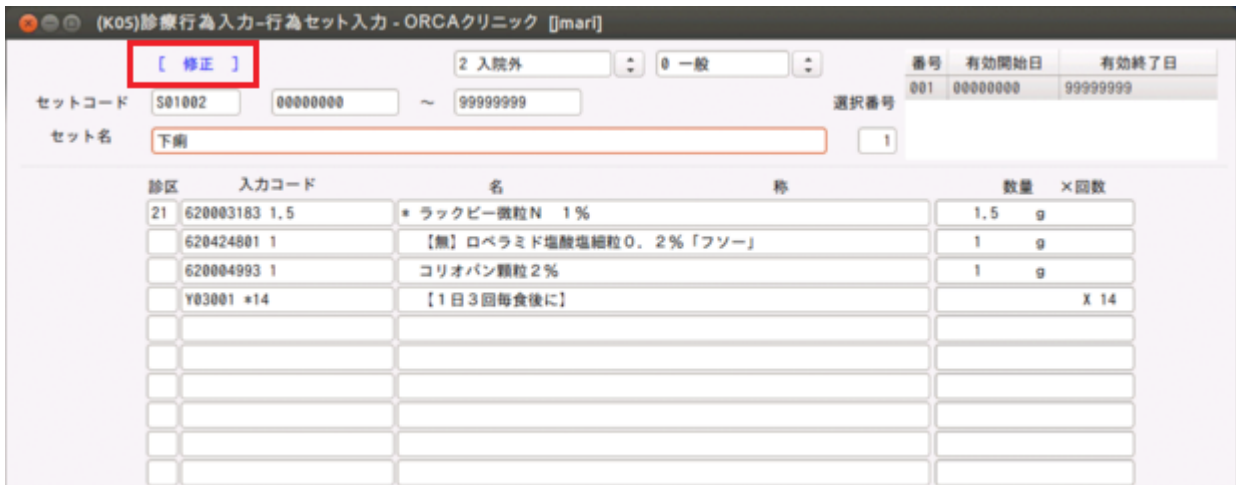 (K05)診療行為入力-行為セット入力 - ORCAクリニック [jmari]
[ 修正 ] 2 入院外 0 一般 番号 有効開始日 有効終了日
セットコード S01002 00000000 ～ 99999999 選択番号 001 00000000 99999999
セット名 下痢 1
診区 入力コード 名 称 数量 ×回数
21 620003183 1.5 * ラックビー微粒N 1% 1.5 g
620424801 1 【無】ロペラミド塩酸塩細粒0.2%「フソー」 1 g
620004993 1 コリオパン顆粒2% 1 g
Y03001 *14 【1日3回毎食後に】 X 14